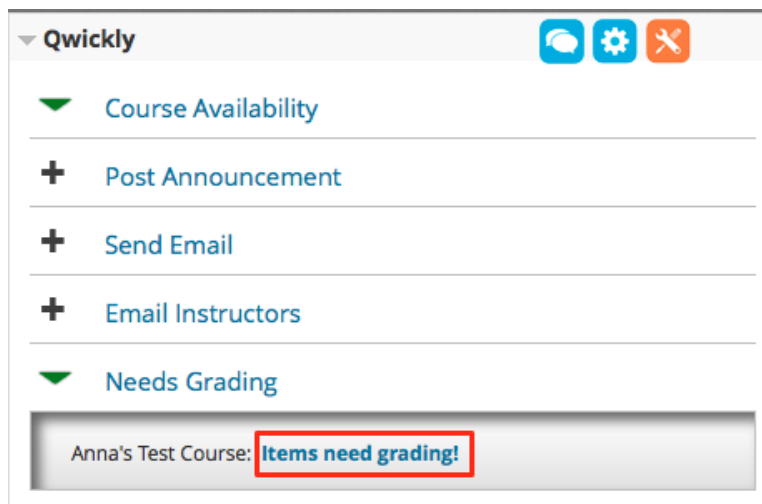 Qwickly
Course Availability
Post Announcement
Send Email
Email Instructors
Needs Grading
Anna's Test Course: Items need grading!